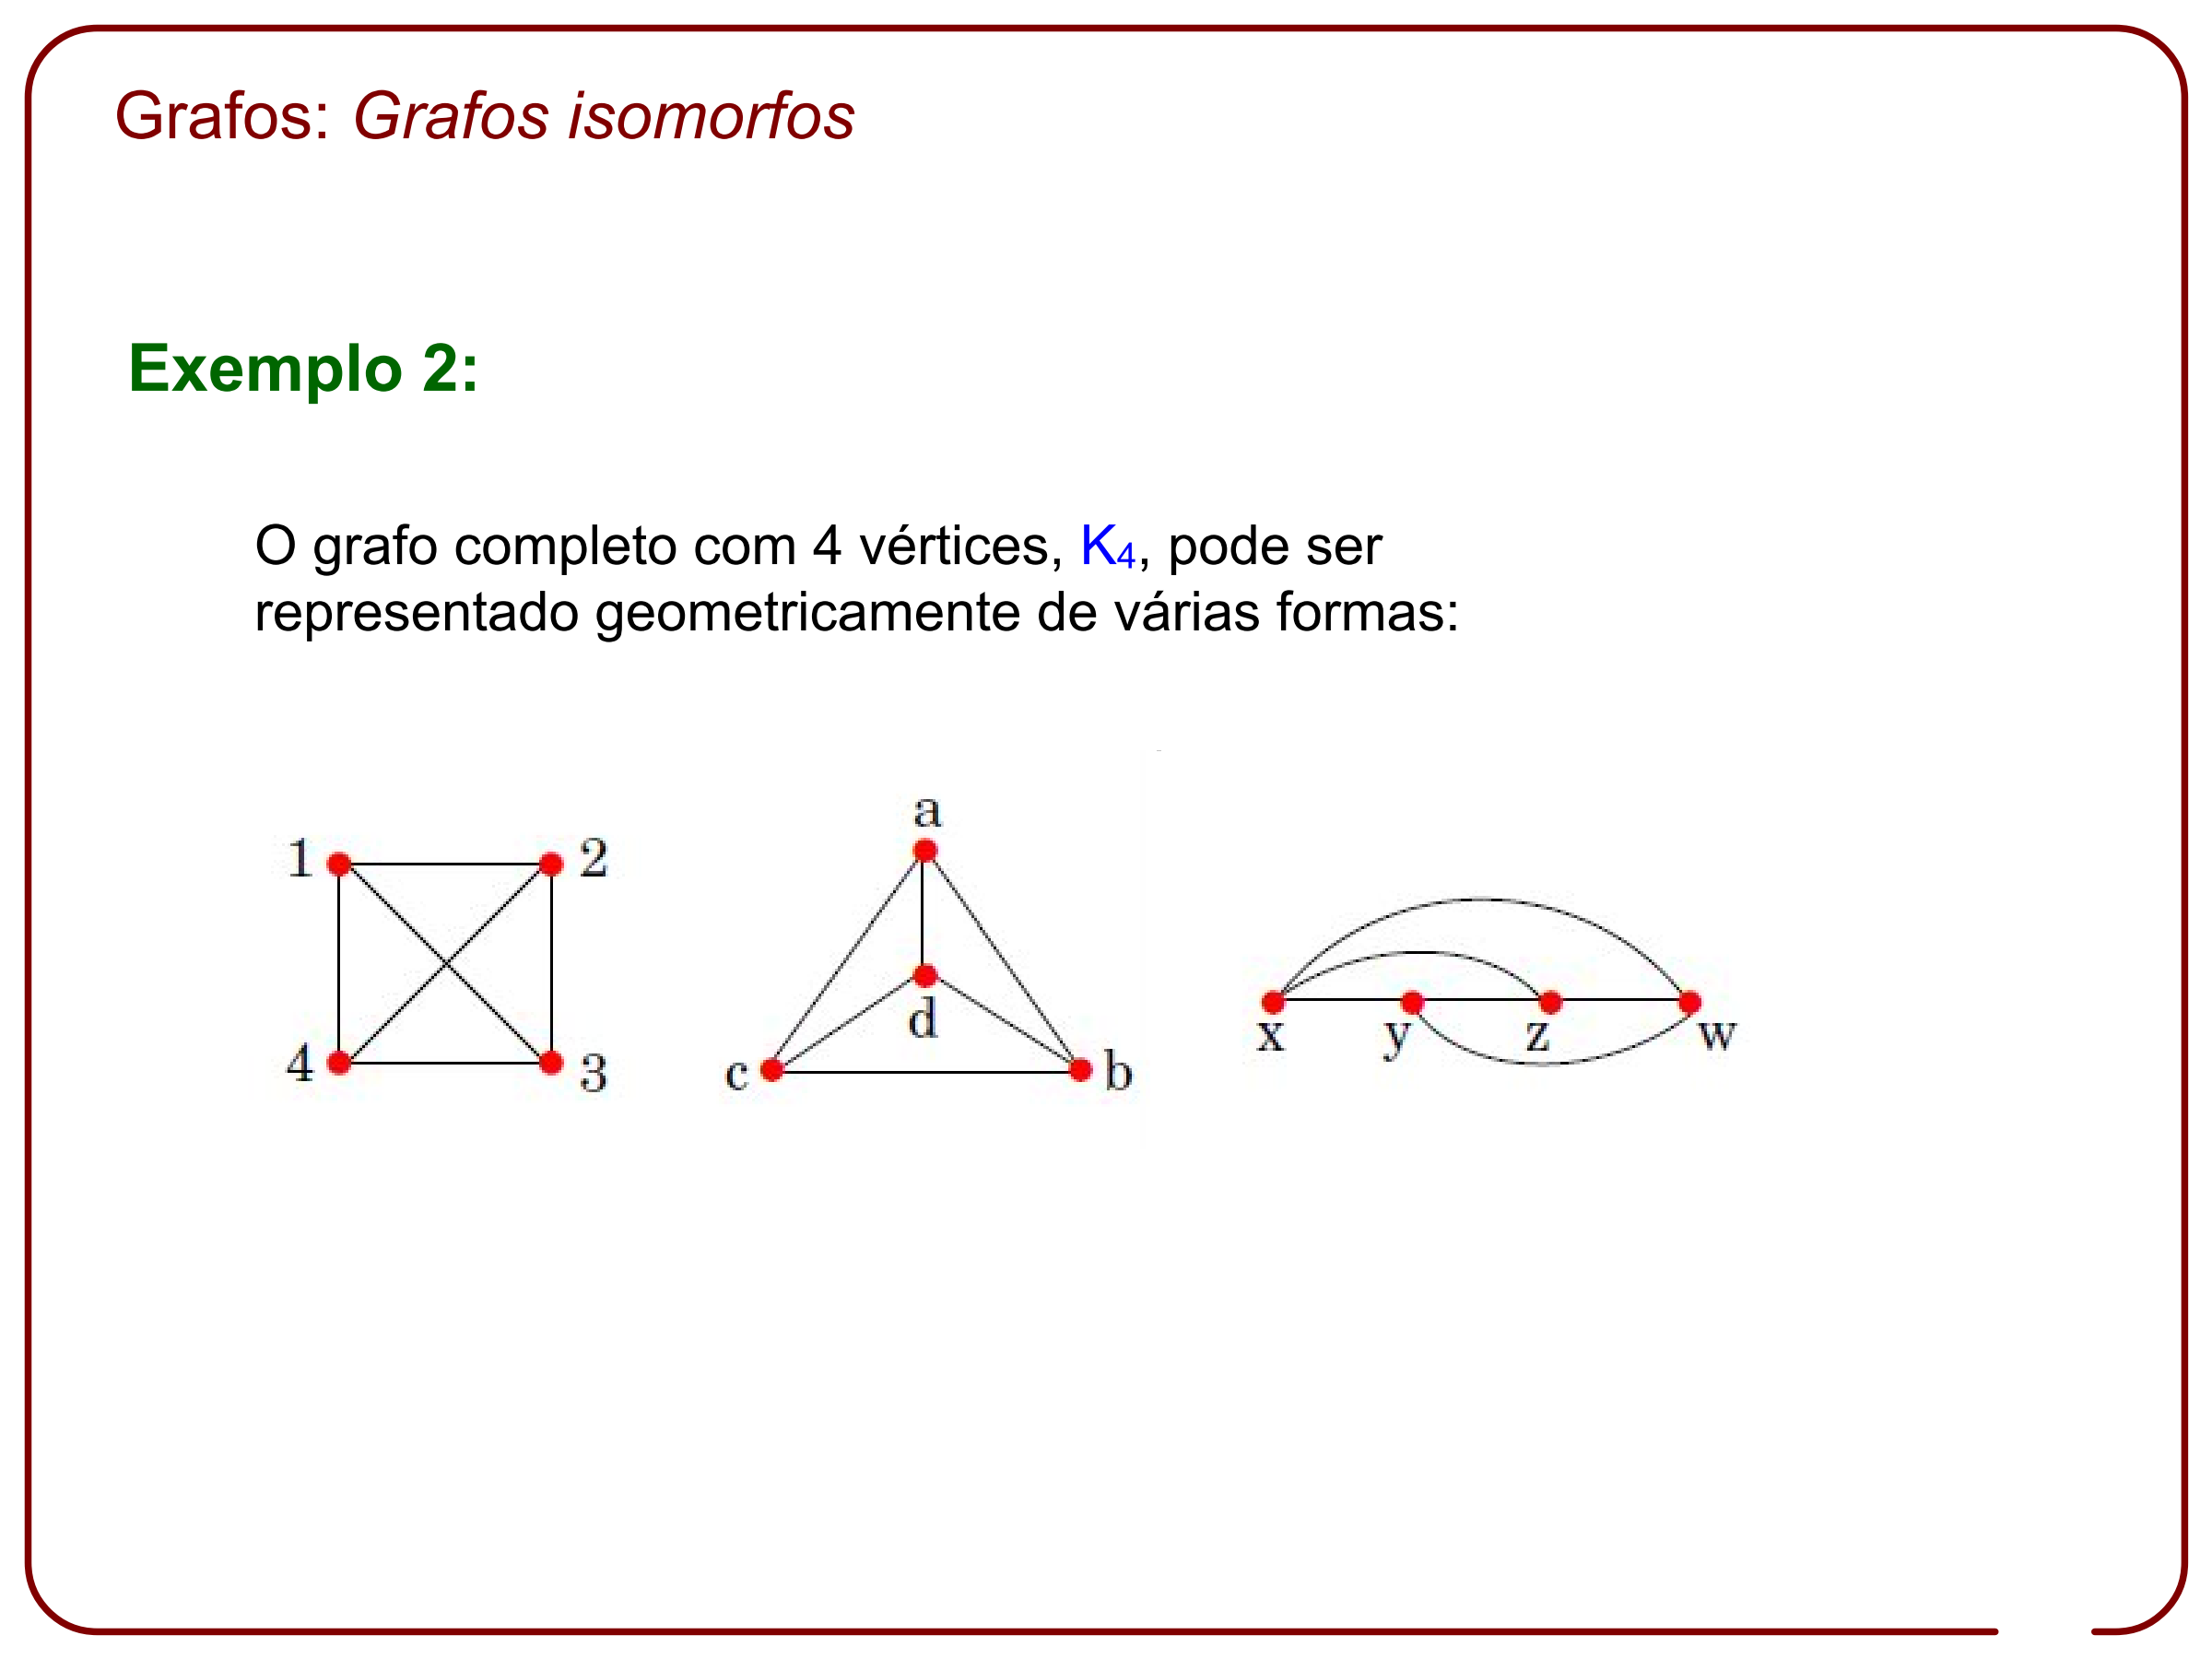 Grafos: Grafos isomorfos
Exemplo 2:
O grafo completo com 4 vértices, K₄, pode ser
representado geometricamente de várias formas:
1 2
4 3
a
d
c b
x y z w